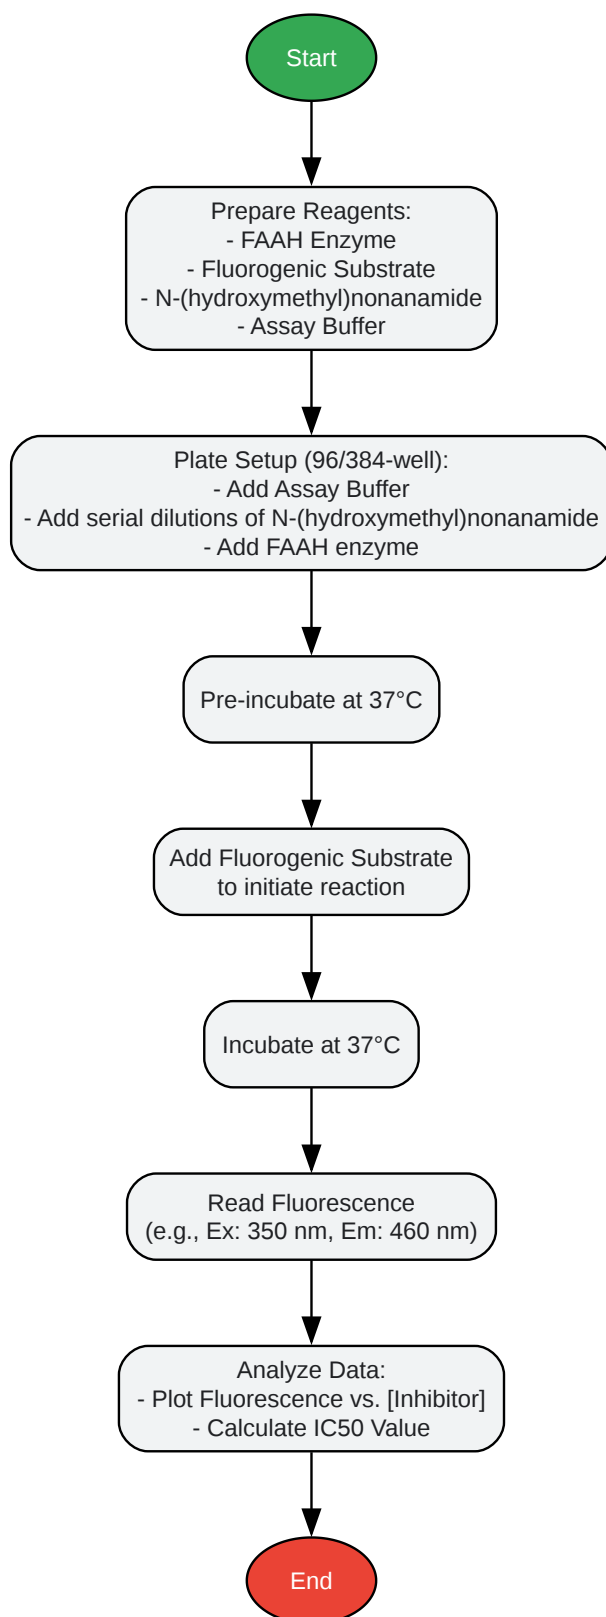 Start
Prepare Reagents:
- FAAH Enzyme
- Fluorogenic Substrate
- N-(hydroxymethyl)nonanamide
- Assay Buffer
Plate Setup (96/384-well):
- Add Assay Buffer
- Add serial dilutions of N-(hydroxymethyl)nonanamide
- Add FAAH enzyme
Pre-incubate at 37°C
Add Fluorogenic Substrate
to initiate reaction
Incubate at 37°C
Read Fluorescence
(e.g., Ex: 350 nm, Em: 460 nm)
Analyze Data:
- Plot Fluorescence vs. [Inhibitor]
- Calculate IC50 Value
End